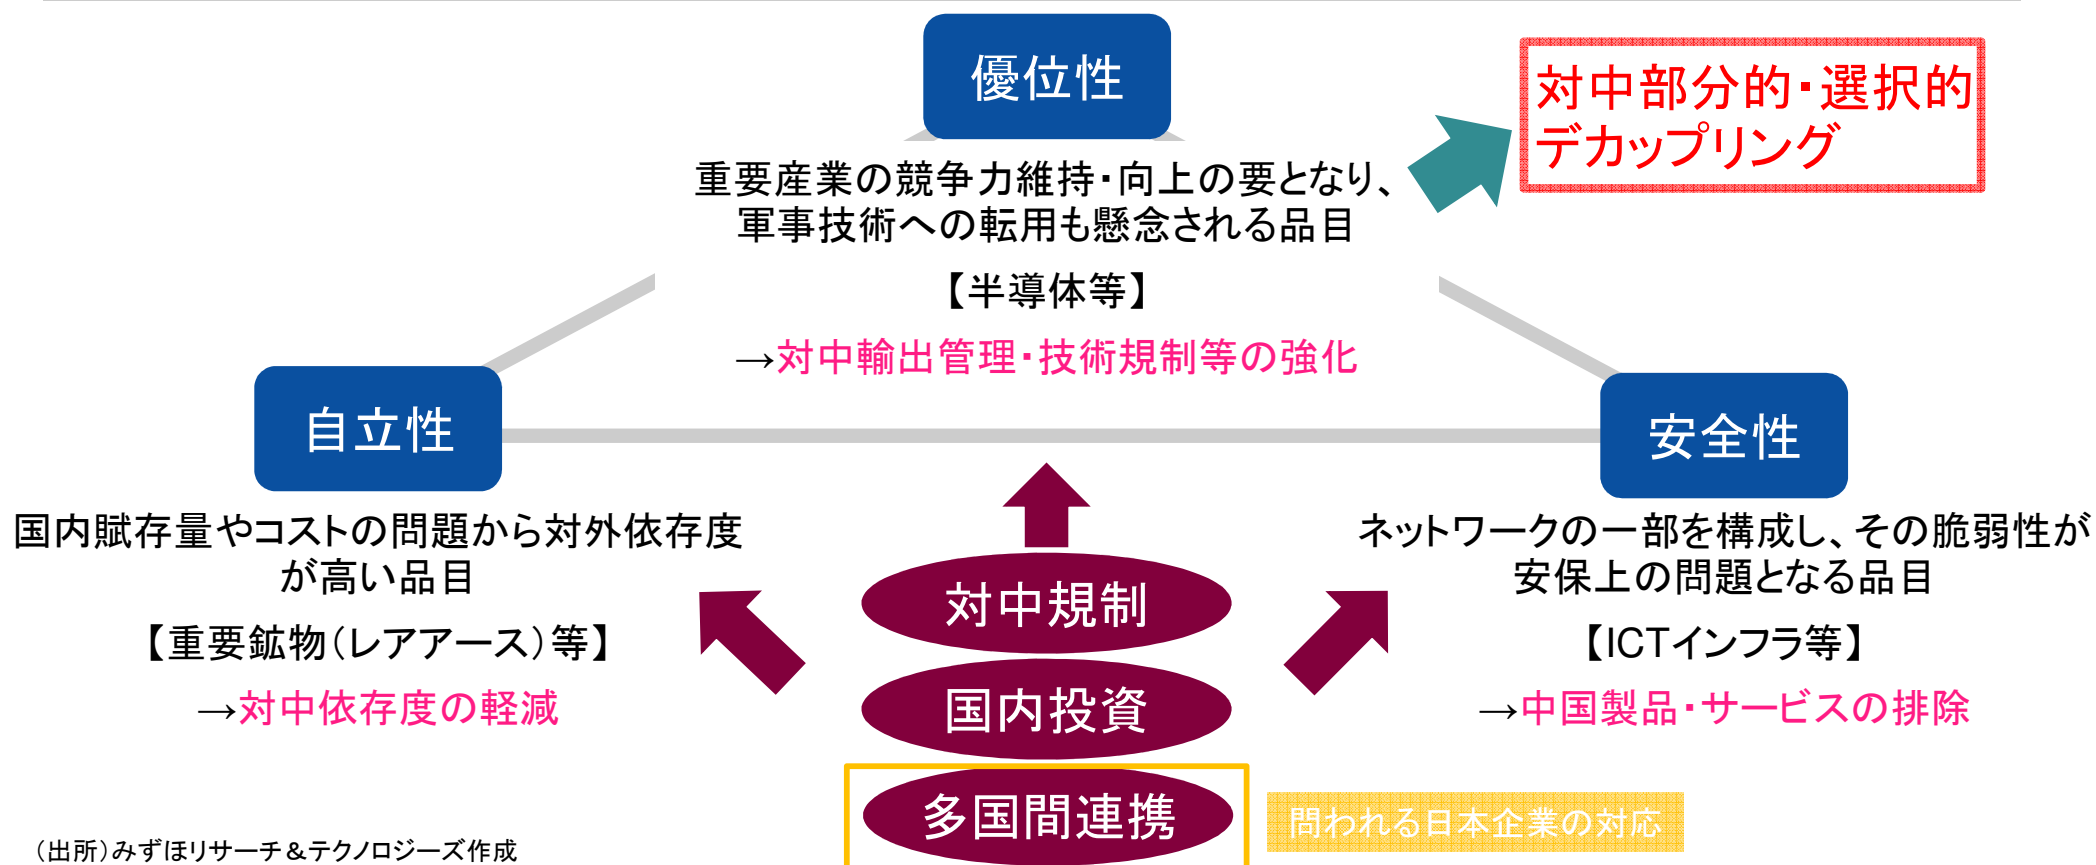 優位性
対中部分的・選択的
デカップリング
重要産業の競争力維持・向上の要となり、
軍事技術への転用も懸念される品目
【半導体等】
→対中輸出管理・技術規制等の強化
自立性
国内賦存量やコストの問題から対外依存度
が高い品目
【重要鉱物(レアアース)等】
→対中依存度の軽減
安全性
ネットワークの一部を構成し、その脆弱性が
安保上の問題となる品目
【ICTインフラ等】
→中国製品・サービスの排除
対中規制
国内投資
多国間連携
問われる日本企業の対応
(出所)みずほリサーチ&テクノロジーズ作成